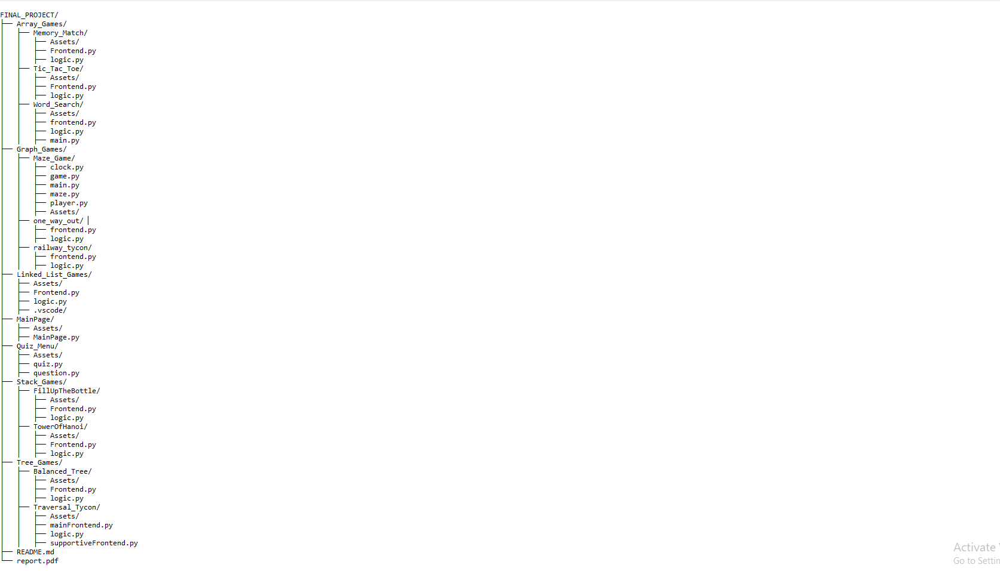 FINAL_PROJECT/
├── Array_Games/
│   ├── Memory_Match/
│   │   ├── Assets/
│   │   ├── Frontend.py
│   │   ├── logic.py
│   ├── Tic_Tac_Toe/
│   │   ├── Assets/
│   │   ├── Frontend.py
│   │   ├── logic.py
│   ├── Word_Search/
│   │   ├── Assets/
│   │   ├── frontend.py
│   │   ├── logic.py
│   │   ├── main.py
├── Graph_Games/
│   ├── Maze_Game/
│   │   ├── clock.py
│   │   ├── game.py
│   │   ├── main.py
│   │   ├── maze.py
│   │   ├── player.py
│   │   ├── Assets/
│   ├── one_way_out/
│   │   ├── frontend.py
│   │   ├── logic.py
│   ├── railway_tycon/
│   │   ├── frontend.py
│   │   ├── logic.py
├── Linked_List_Games/
│   ├── Assets/
│   ├── Frontend.py
│   ├── logic.py
│   ├── .vscode/
├── MainPage/
│   ├── Assets/
│   ├── MainPage.py
├── Quiz_Menu/
│   ├── Assets/
│   ├── quiz.py
│   ├── question.py
├── Stack_Games/
│   ├── FillUpTheBottle/
│   │   ├── Assets/
│   │   ├── Frontend.py
│   │   ├── logic.py
│   ├── TowerOfHanoi/
│   │   ├── Assets/
│   │   ├── Frontend.py
│   │   ├── logic.py
├── Tree_Games/
│   ├── Balanced_Tree/
│   │   ├── Assets/
│   │   ├── Frontend.py
│   │   ├── logic.py
│   ├── Traversal_Tycon/
│   │   ├── Assets/
│   │   ├── mainFrontend.py
│   │   ├── logic.py
│   │   ├── supportiveFrontend.py
├── README.md
└── report.pdf
Activate
Go to